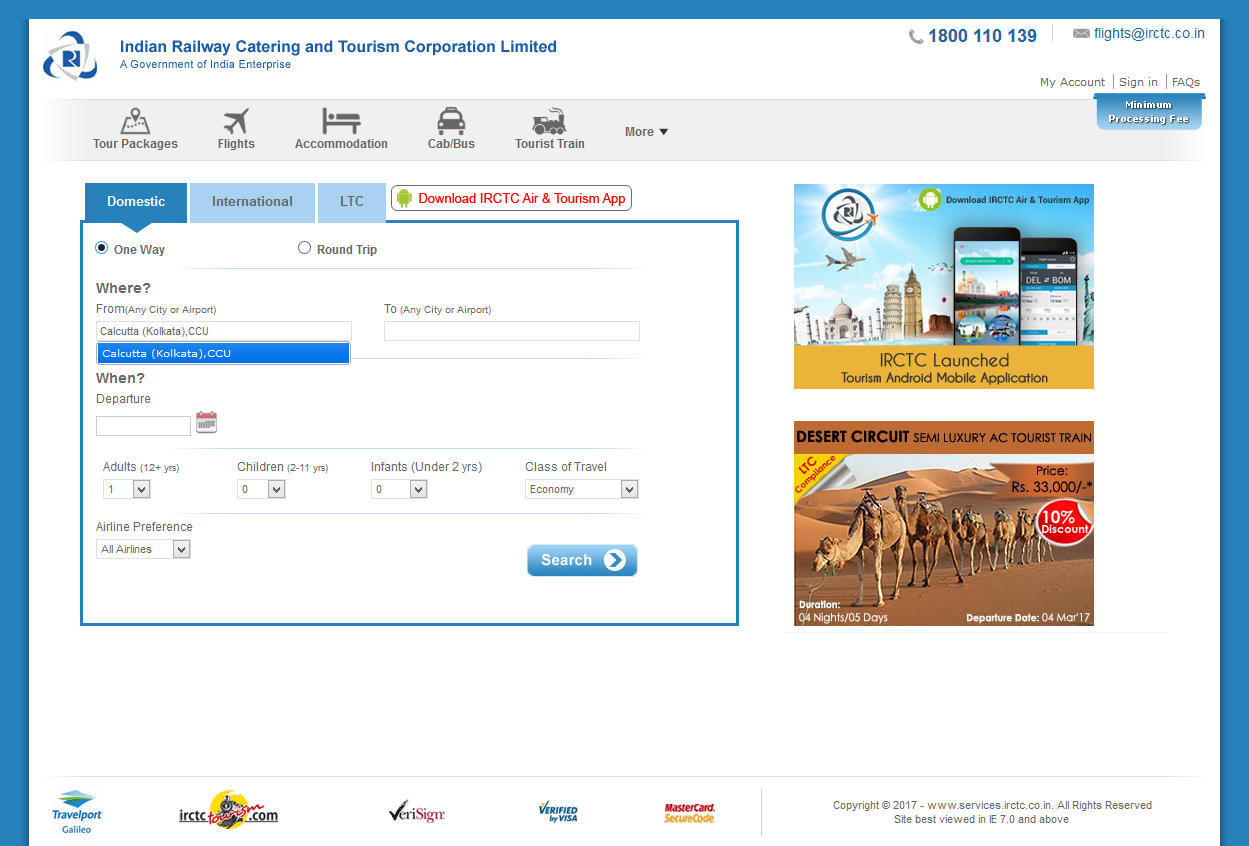 Indian Railway Catering and Tourism Corporation Limited
A Government of India Enterprise
1800 110 139
flights@irctc.co.in
My Account
Sign in
FAQs
Minimum
Processing Fee
Tour Packages
Flights
Accommodation
Cab/Bus
Tourist Train
More
Domestic
International
LTC
Download IRCTC Air & Tourism App
One Way
Round Trip
Where?
From(Any City or Airport)
To (Any City or Airport)
Calcutta (Kolkata),CCU
Calcutta (Kolkata),CCU
When?
Departure
Adults (12+ yrs)
Children (2-11 yrs)
Infants (Under 2 yrs)
Class of Travel
1
0
0
Economy
Airline Preference
All Airlines
Search
Download IRCTC Air & Tourism App
DEL
BOM
IRCTC Launched
Tourism Android Mobile Application
DESERT CIRCUIT SEMI LUXURY AC TOURIST TRAIN
LTC
Compliance
Price:
Rs. 33,000/-*
10%
Discount
Duration:
04 Nights/05 Days
Departure Date: 04 Mar'17
Travelport
Galileo
irctc tourism .com
VeriSign
VERIFIED
by VISA
MasterCard.
SecureCode.
Copyright © 2017 - www.services.irctc.co.in. All Rights Reserved
Site best viewed in IE 7.0 and above